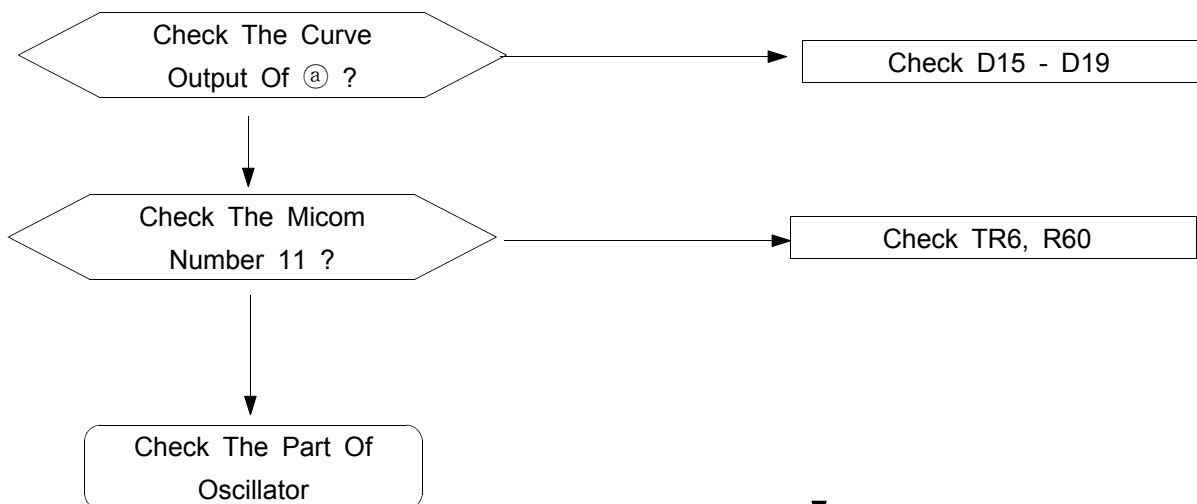 Check The Curve
Output Of ⓐ ?
Check D15 - D19
Check The Micom
Number 11 ?
Check TR6, R60
Check The Part Of
Oscillator